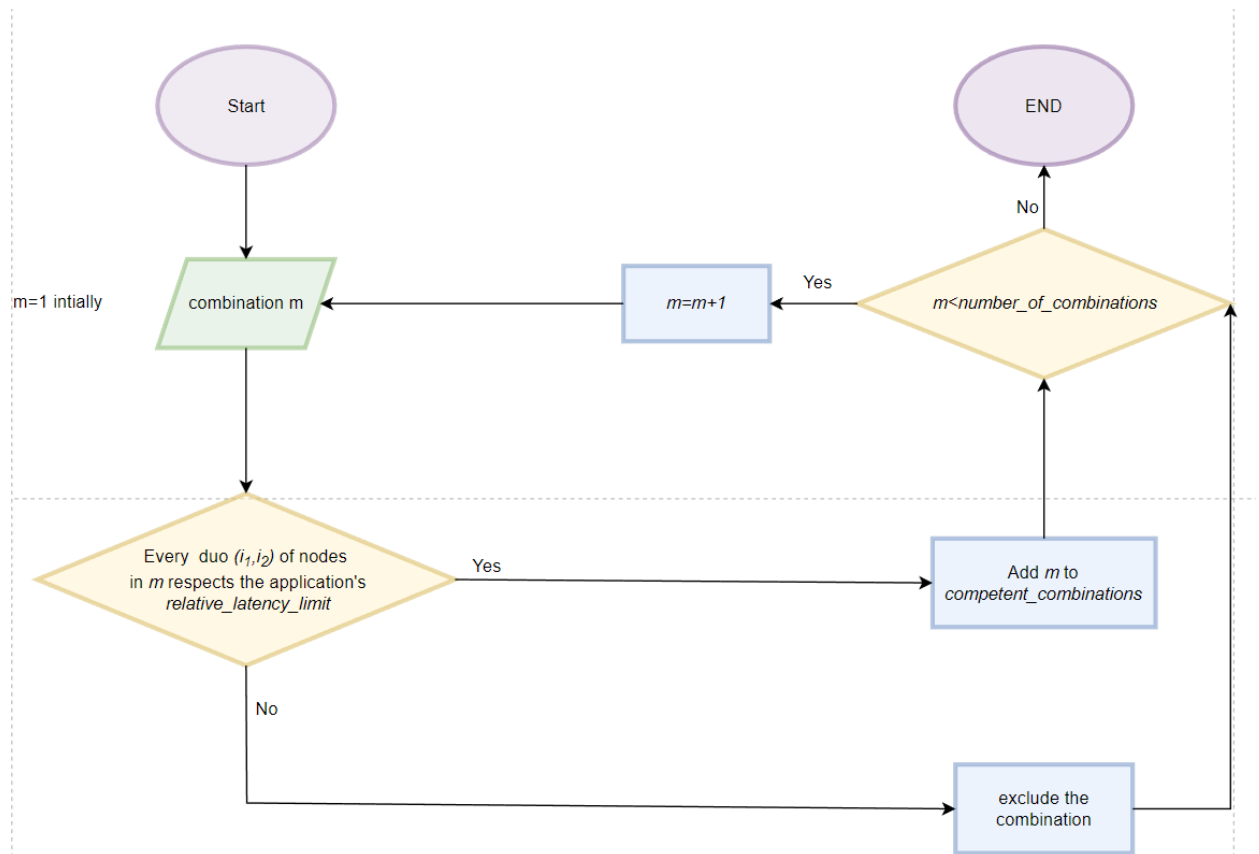 Start
END
No
m=1 intially
combination m
m=m+1
Yes
m<number_of_combinations
Every duo (i₁,i₂) of nodes
in m respects the application's
relative_latency_limit
Yes
Add m to
competent_combinations
No
exclude the
combination